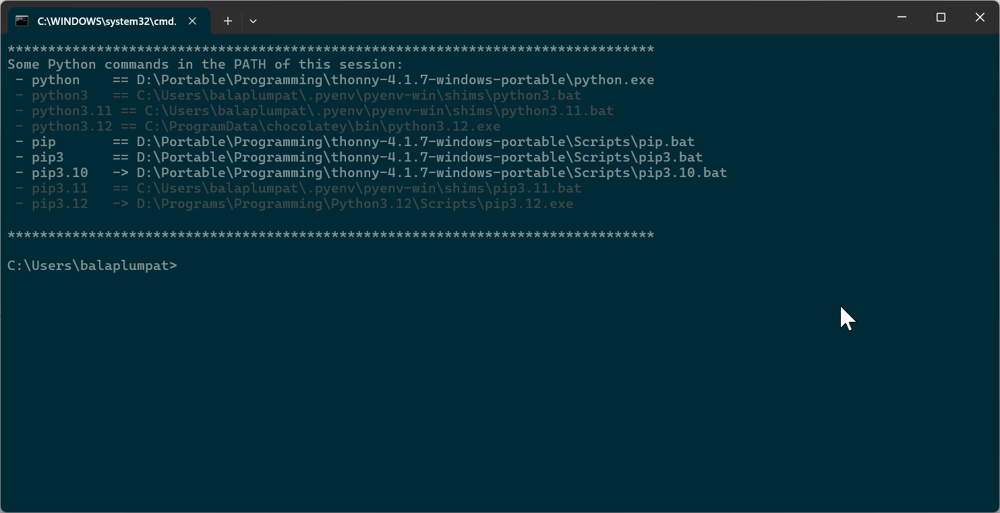 C:\WINDOWS\system32\cmd.
********************************************************************************
Some Python commands in the PATH of this session:
 - python    == D:\Portable\Programming\thonny-4.1.7-windows-portable\python.exe
 - python3   == C:\Users\balaplumpat\.pyenv\pyenv-win\shims\python3.bat
 - python3.11 == C:\Users\balaplumpat\.pyenv\pyenv-win\shims\python3.11.bat
 - python3.12 == C:\ProgramData\chocolatey\bin\python3.12.exe
 - pip       == D:\Portable\Programming\thonny-4.1.7-windows-portable\Scripts\pip.bat
 - pip3      == D:\Portable\Programming\thonny-4.1.7-windows-portable\Scripts\pip3.bat
 - pip3.10   -> D:\Portable\Programming\thonny-4.1.7-windows-portable\Scripts\pip3.10.bat
 - pip3.11   == C:\Users\balaplumpat\.pyenv\pyenv-win\shims\pip3.11.bat
 - pip3.12   -> D:\Programs\Programming\Python3.12\Scripts\pip3.12.exe
********************************************************************************
C:\Users\balaplumpat>